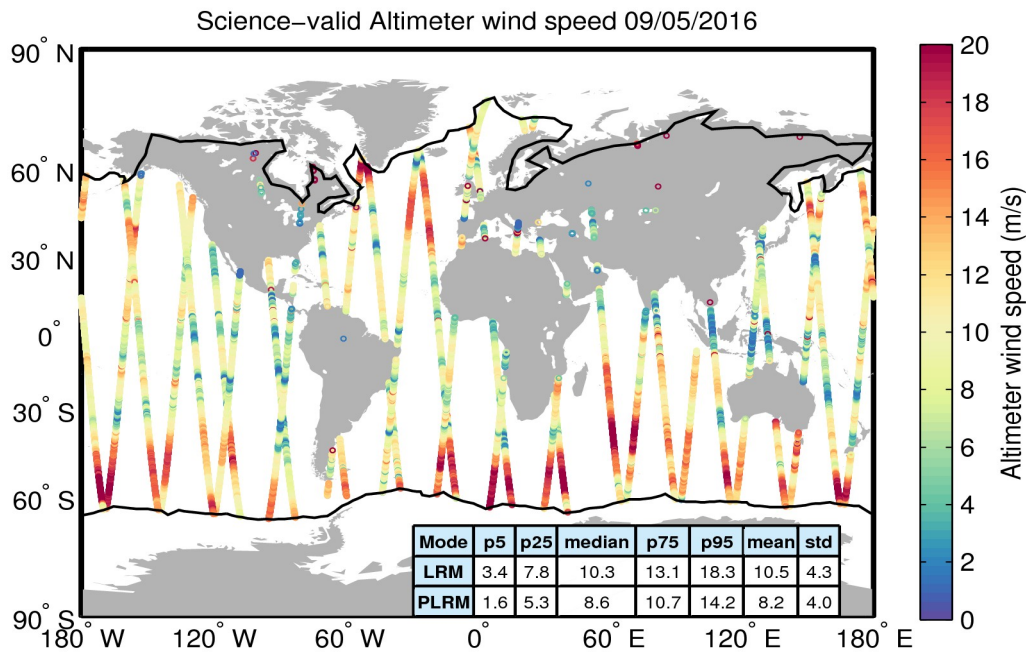 Science−valid Altimeter wind speed 09/05/2016
90° N
60° N
30° N
0°
30° S
60° S
90° S
180° W
120° W
60° W
0°
60° E
120° E
180° E
Mode p5 p25 median p75 p95 mean std
LRM 3.4 7.8 10.3 13.1 18.3 10.5 4.3
PLRM 1.6 5.3 8.6 10.7 14.2 8.2 4.0
20
18
16
14
12
10
8
6
4
2
0
Altimeter wind speed (m/s)